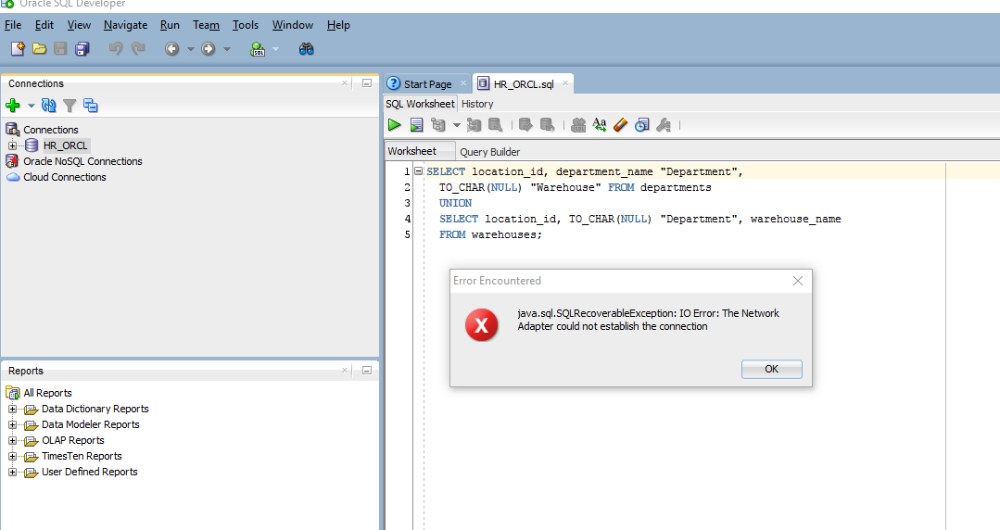 Oracle SQL Developer
File Edit View Navigate Run Team Tools Window Help
Connections
Connections
HR_ORCL
Oracle NoSQL Connections
Cloud Connections
Reports
All Reports
Data Dictionary Reports
Data Modeler Reports
OLAP Reports
TimesTen Reports
User Defined Reports
Start Page HR_ORCL.sql
SQL Worksheet History
Worksheet Query Builder
1 SELECT location_id, department_name "Department",
2 TO_CHAR(NULL) "Warehouse" FROM departments
3 UNION
4 SELECT location_id, TO_CHAR(NULL) "Department", warehouse_name
5 FROM warehouses;
Error Encountered
java.sql.SQLRecoverableException: IO Error: The Network
Adapter could not establish the connection
OK